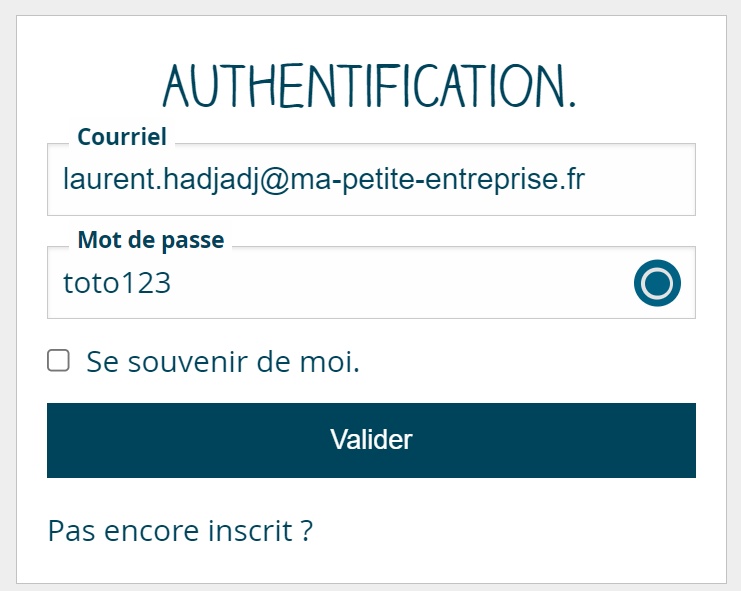 AUTHENTIFICATION.
Courriel
laurent.hadjadj@ma-petite-entreprise.fr
Mot de passe
toto123
Se souvenir de moi.
Valider
Pas encore inscrit ?